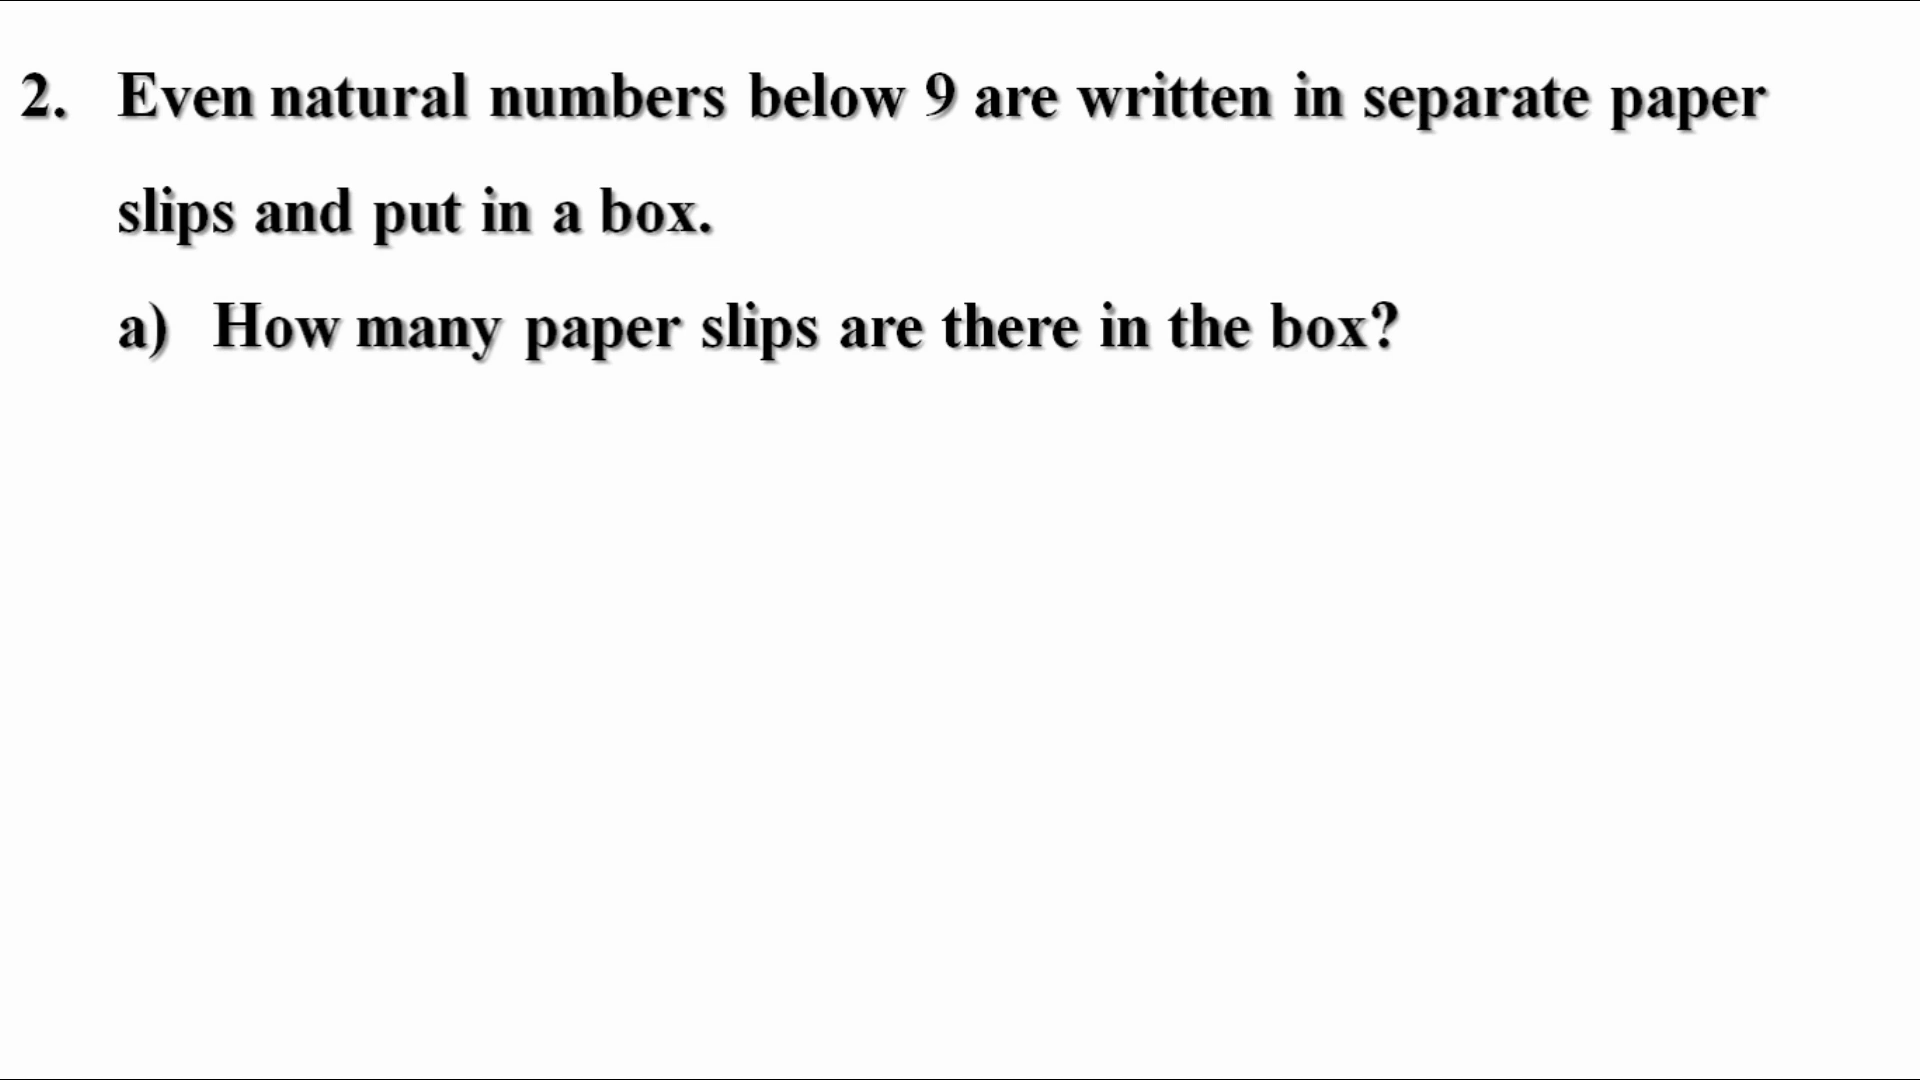 2. Even natural numbers below 9 are written in separate paper
slips and put in a box.
a) How many paper slips are there in the box?